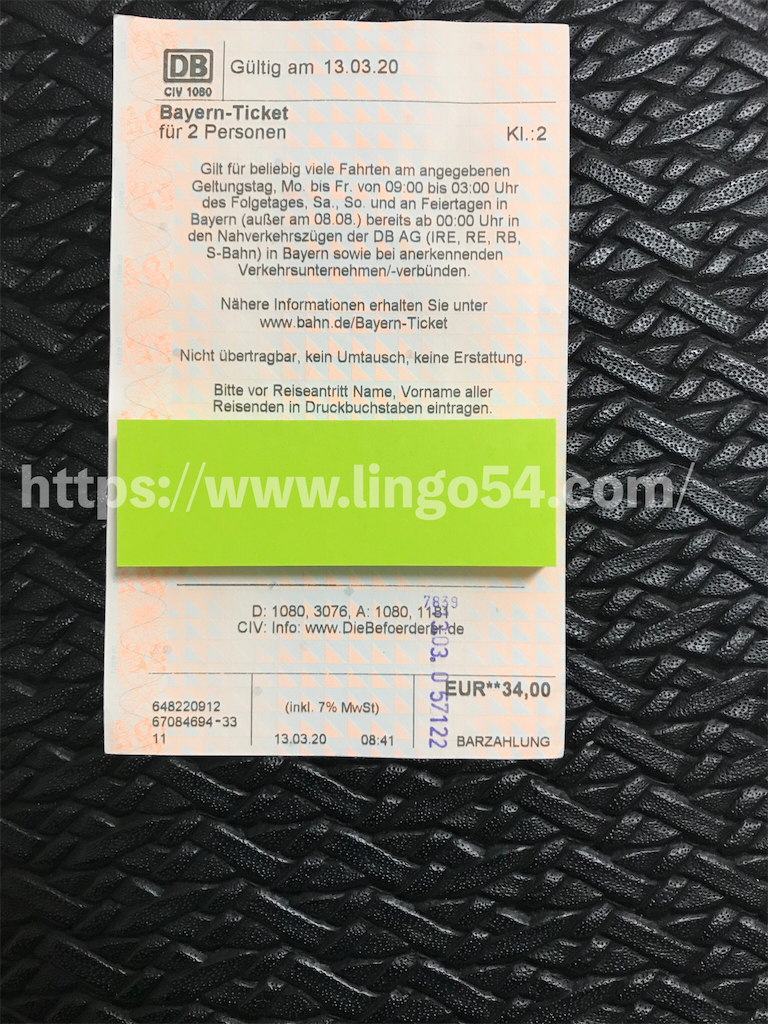 DB
CIV 1080
Gültig am 13.03.20
Bayern-Ticket
für 2 Personen
Kl.:2
Gilt für beliebig viele Fahrten am angegebenen
Geltungstag, Mo. bis Fr. von 09:00 bis 03:00 Uhr
des Folgetages, Sa., So. und an Feiertagen in
Bayern (außer am 08.08.) bereits ab 00:00 Uhr in
den Nahverkehrszügen der DB AG (IRE, RE, RB,
S-Bahn) in Bayern sowie bei anerkennenden
Verkehrsunternehmen/-verbünden.
Nähere Informationen erhalten Sie unter
www.bahn.de/Bayern-Ticket
Nicht übertragbar, kein Umtausch, keine Erstattung.
Bitte vor Reiseantritt Name, Vorname aller
Reisenden in Druckbuchstaben eintragen.
https://www.lingo54.com/
D: 1080, 3076, A: 1080, 1181
CIV: Info: www.DieBefoerderer.de
7839
EUR**34,00
648220912
67084694-33
11
(inkl. 7% MwSt)
13.03.20 08:41
BARZAHLUNG